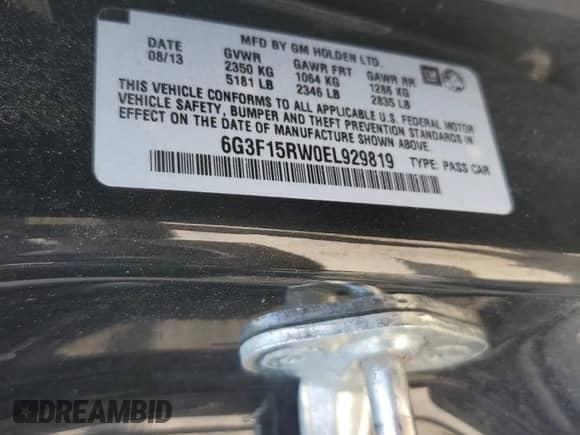 MFD BY GM HOLDEN LTD.
DATE GVWR GAWR FRT GAWR RR
08/13 2350 KG 1064 KG 1286 KG
5181 LB 2346 LB 2835 LB
GM
THIS VEHICLE CONFORMS TO ALL APPLICABLE U.S. FEDERAL MOTOR
VEHICLE SAFETY, BUMPER AND THEFT PREVENTION STANDARDS IN
EFFECT ON THE DATE OF MANUFACTURE SHOWN ABOVE.
6G3F15RW0EL929819 TYPE: PASS CAR
DREAMBID